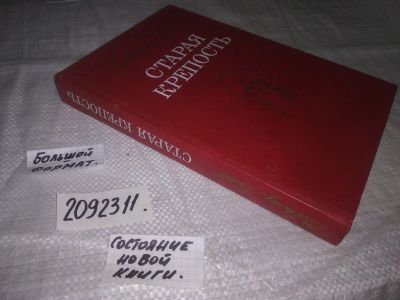 СТАРАЯ
КРЕПОСТЬ
СТАРАЯ КРЕПОСТЬ
БОЛЬШОЙ
ФОРМАТ.
2092311.
СОСТОЯНИЕ
НОВОЙ
КНИГИ.